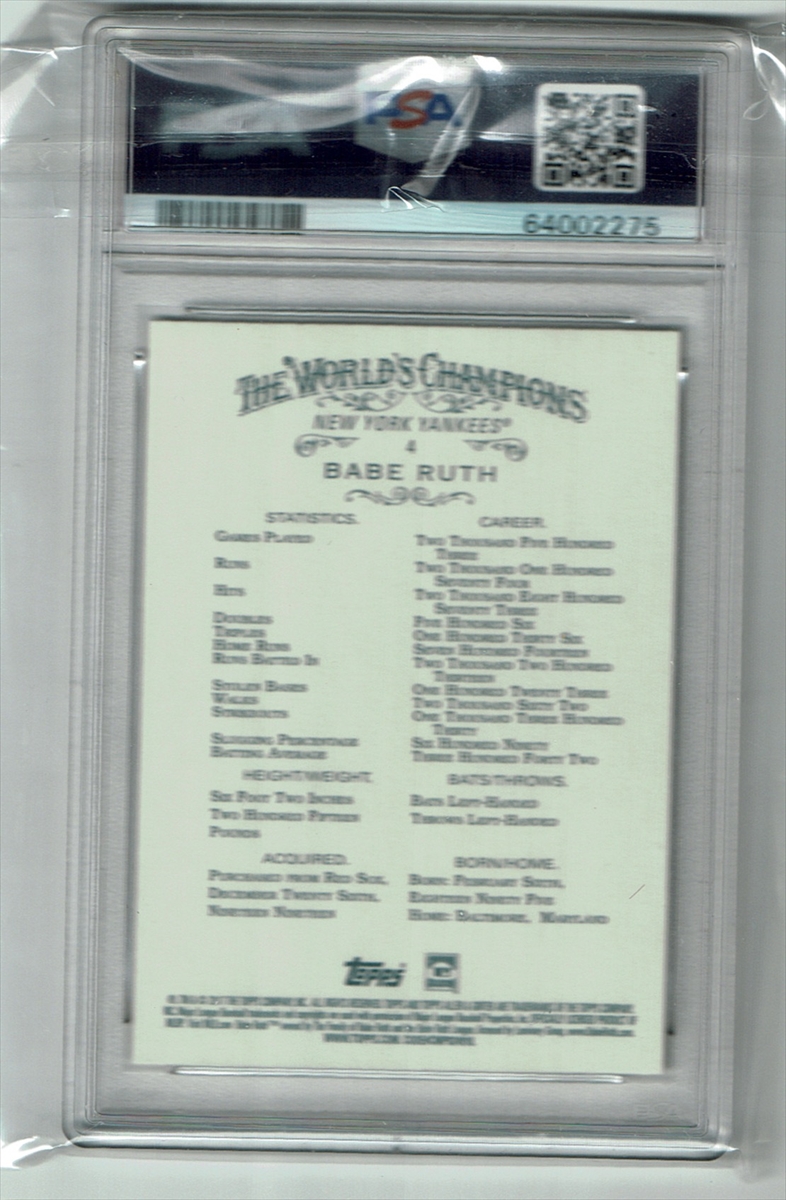 PSA
64002275
THE WORLD'S CHAMPIONS
NEW YORK YANKEES®
4
BABE RUTH
STATISTICS. CAREER.
GAMES PLAYED TWO THOUSAND FIVE HUNDRED
THREE
RUNS TWO THOUSAND ONE HUNDRED
SEVENTY FOUR
HITS TWO THOUSAND EIGHT HUNDRED
SEVENTY THREE
DOUBLES FIVE HUNDRED SIX
TRIPLES ONE HUNDRED THIRTY SIX
HOME RUNS SEVEN HUNDRED FOURTEEN
RUNS BATTED IN TWO THOUSAND TWO HUNDRED
THIRTEEN
STOLEN BASES ONE HUNDRED TWENTY THREE
WALKS TWO THOUSAND SIXTY TWO
STRIKEOUTS ONE THOUSAND THREE HUNDRED
THIRTY
SLUGGING PERCENTAGE SIX HUNDRED NINETY
BATTING AVERAGE THREE HUNDRED FORTY TWO
HEIGHT/WEIGHT. BATS/THROWS.
SIX FOOT TWO INCHES BATS LEFT-HANDED
TWO HUNDRED FIFTEEN THROWS LEFT-HANDED
POUNDS
ACQUIRED. BORN/HOME.
PURCHASED FROM RED SOX, BORN: FEBRUARY SIXTH,
DECEMBER TWENTY SIXTH, EIGHTEEN NINETY FIVE
NINETEEN NINETEEN HOME: BALTIMORE, MARYLAND
Topps